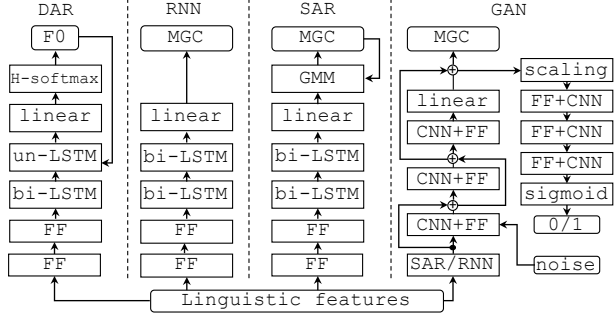 DAR
F0
H-softmax
linear
un-LSTM
bi-LSTM
FF
FF
RNN
MGC
linear
bi-LSTM
bi-LSTM
FF
FF
SAR
MGC
GMM
linear
bi-LSTM
bi-LSTM
FF
FF
GAN
MGC
linear
CNN+FF
CNN+FF
CNN+FF
SAR/RNN
scaling
FF+CNN
FF+CNN
FF+CNN
sigmoid
0/1
noise
Linguistic features